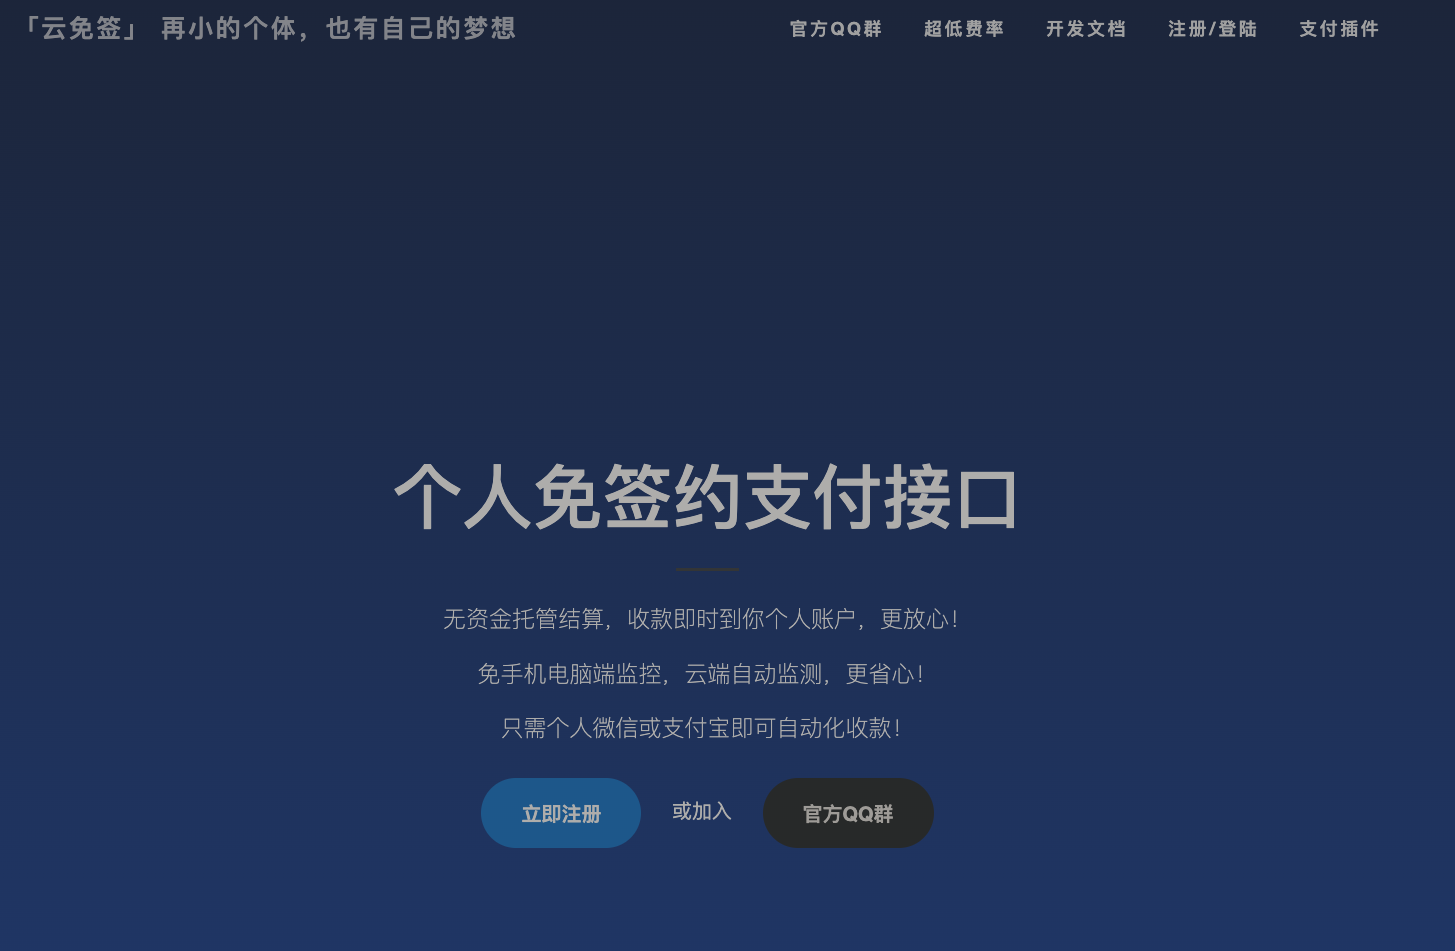 「云免签」 再小的个体，也有自己的梦想
官方QQ群 超低费率 开发文档 注册/登陆 支付插件
个人免签约支付接口
无资金托管结算，收款即时到你个人账户，更放心！
免手机电脑端监控，云端自动监测，更省心！
只需个人微信或支付宝即可自动化收款！
立即注册 或加入 官方QQ群